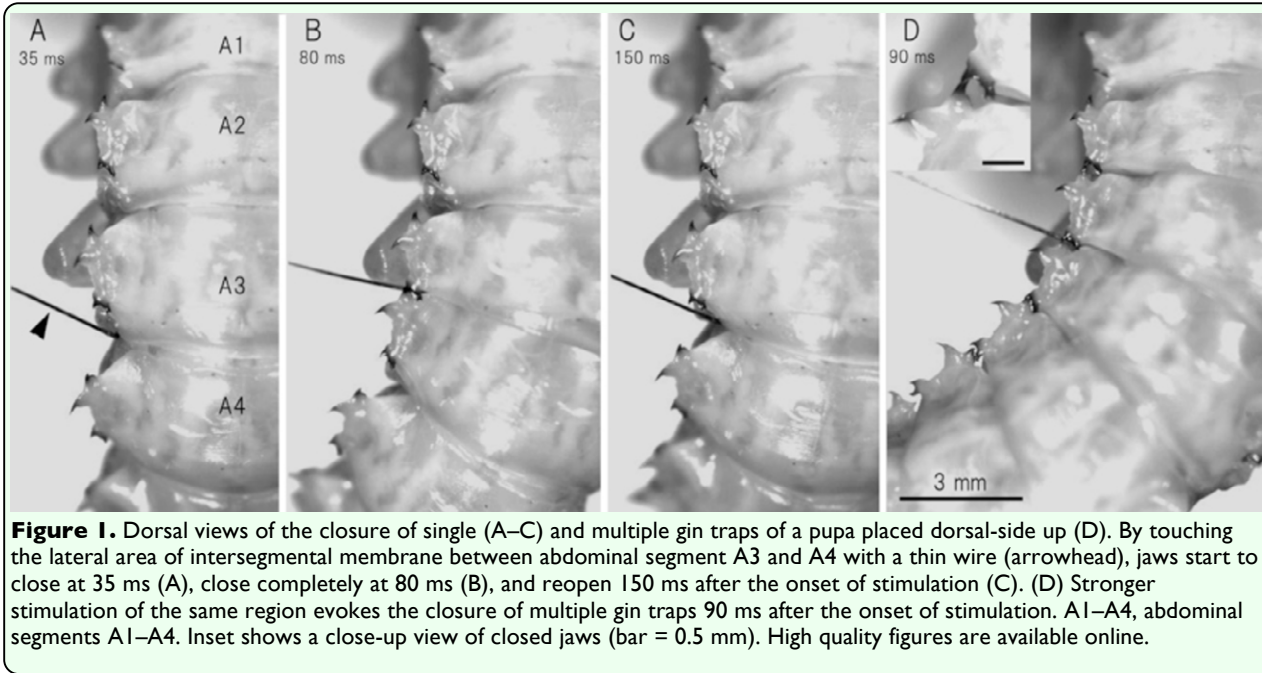 A
35 ms
A1
A2
A3
A4
B
80 ms
C
150 ms
D
90 ms
3 mm
Figure 1. Dorsal views of the closure of single (A–C) and multiple gin traps of a pupa placed dorsal-side up (D). By touching
the lateral area of intersegmental membrane between abdominal segment A3 and A4 with a thin wire (arrowhead), jaws start to
close at 35 ms (A), close completely at 80 ms (B), and reopen 150 ms after the onset of stimulation (C). (D) Stronger
stimulation of the same region evokes the closure of multiple gin traps 90 ms after the onset of stimulation. A1–A4, abdominal
segments A1–A4. Inset shows a close-up view of closed jaws (bar = 0.5 mm). High quality figures are available online.